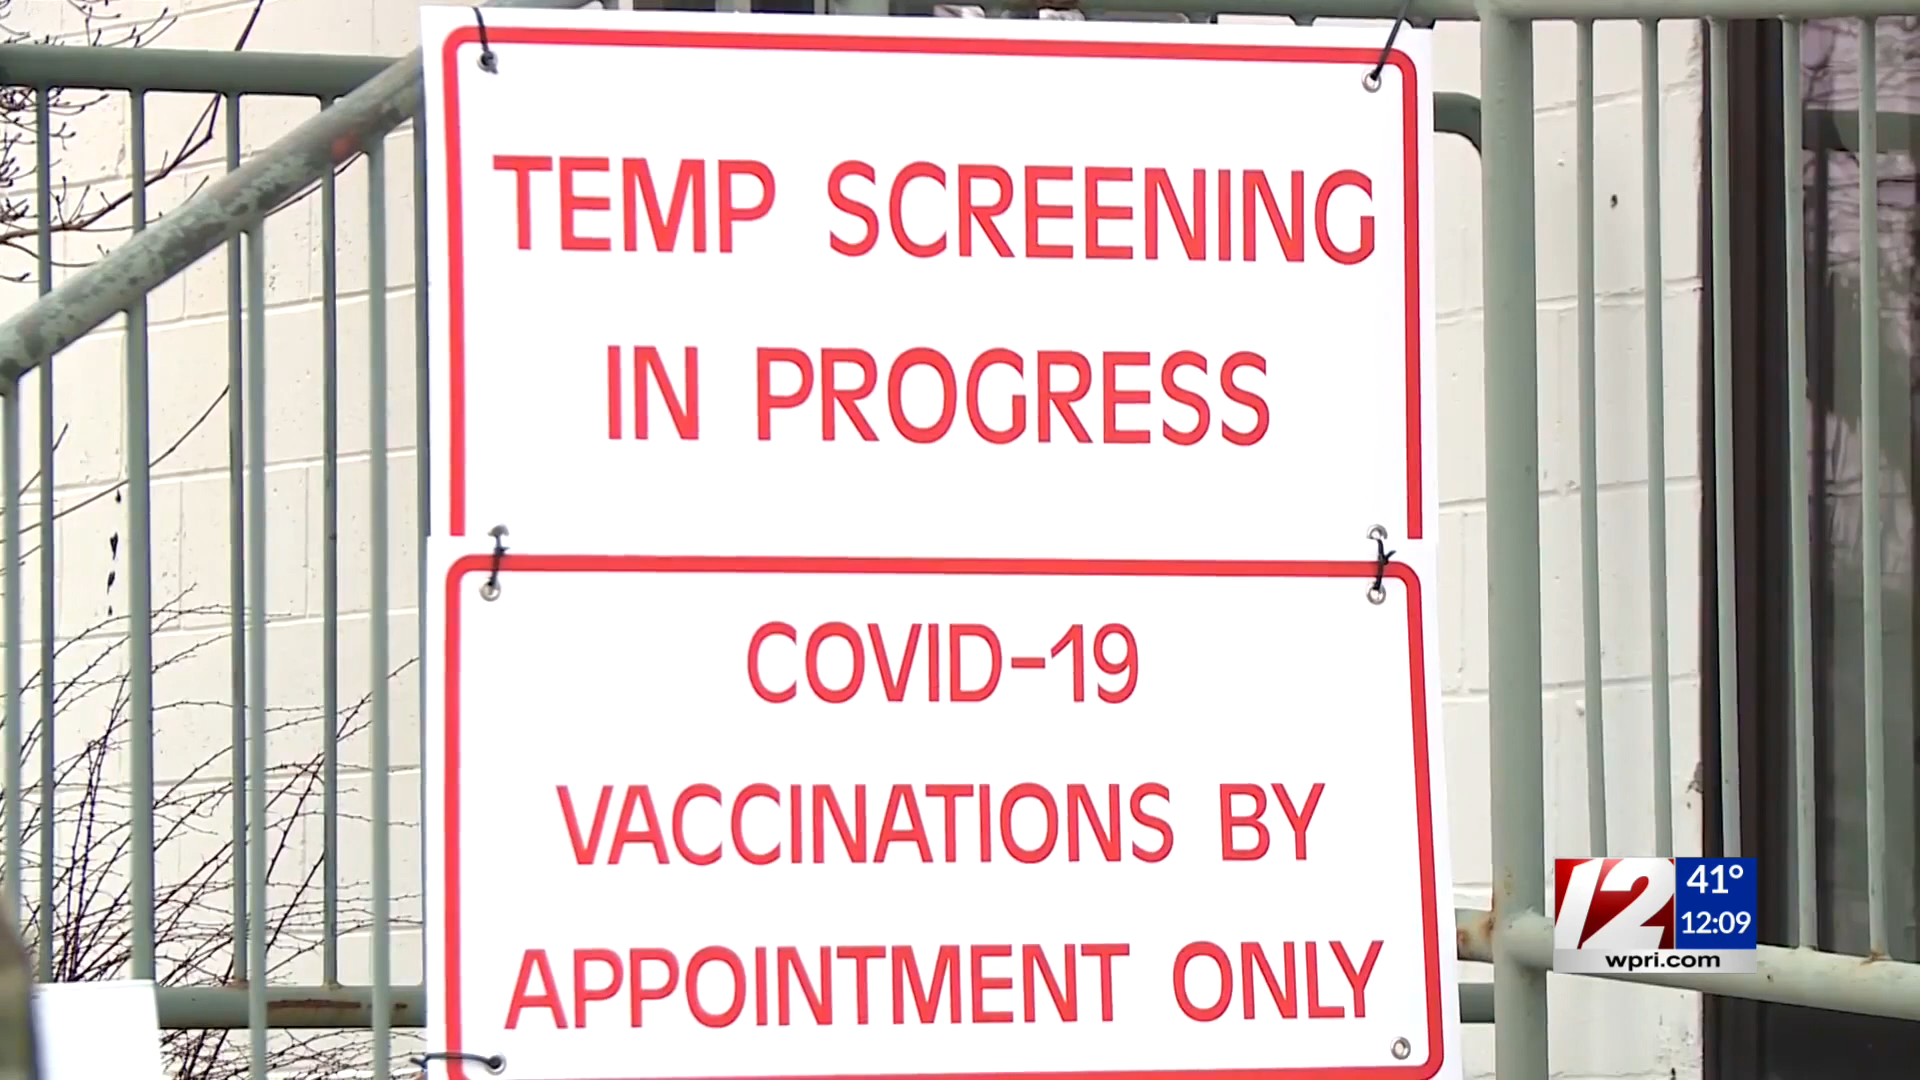 TEMP SCREENING
IN PROGRESS
COVID-19
VACCINATIONS BY
APPOINTMENT ONLY
12
41°
12:09
wpri.com